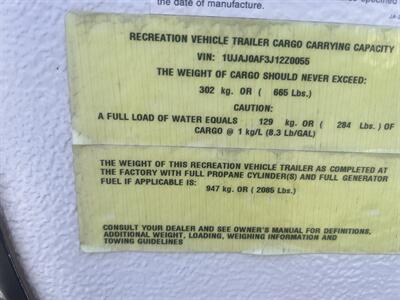 the date of manufacture.
RECREATION VEHICLE TRAILER CARGO CARRYING CAPACITY
VIN: 1UJAJ0AF3J12Z0055
THE WEIGHT OF CARGO SHOULD NEVER EXCEED:
302 kg. OR ( 665 Lbs.)
CAUTION:
A FULL LOAD OF WATER EQUALS 129 kg. OR ( 284 Lbs. ) OF
CARGO @ 1 kg/L (8.3 Lb/GAL)
THE WEIGHT OF THIS RECREATION VEHICLE TRAILER AS COMPLETED AT
THE FACTORY WITH FULL PROPANE CYLINDER(S) AND FULL GENERATOR
FUEL IF APPLICABLE IS:
947 kg. OR ( 2085 Lbs.)
CONSULT YOUR DEALER AND SEE OWNER'S MANUAL FOR DEFINITIONS,
ADDITIONAL WEIGHT, LOADING, WEIGHING INFORMATION AND
TOWING GUIDELINES